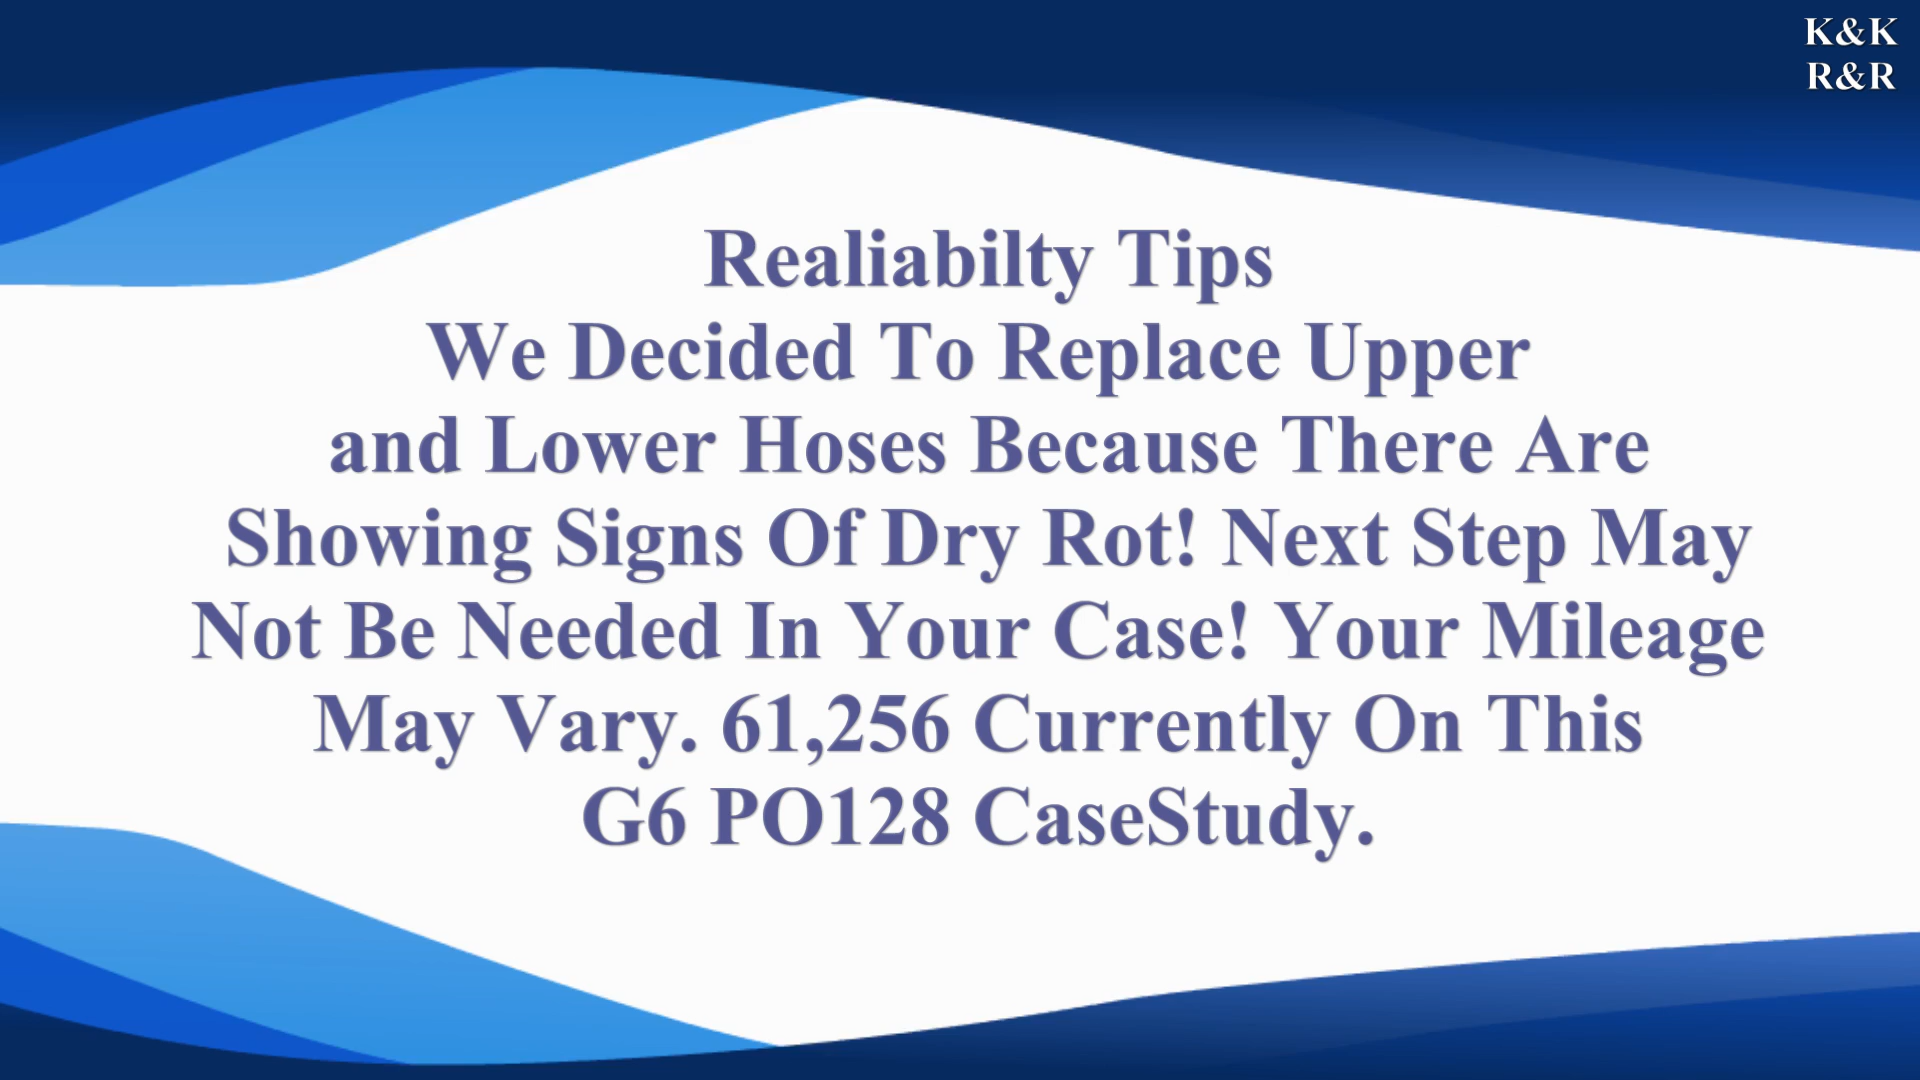 K&K
R&R
Realiabilty Tips
We Decided To Replace Upper
and Lower Hoses Because There Are
Showing Signs Of Dry Rot! Next Step May
Not Be Needed In Your Case! Your Mileage
May Vary. 61,256 Currently On This
G6 PO128 CaseStudy.